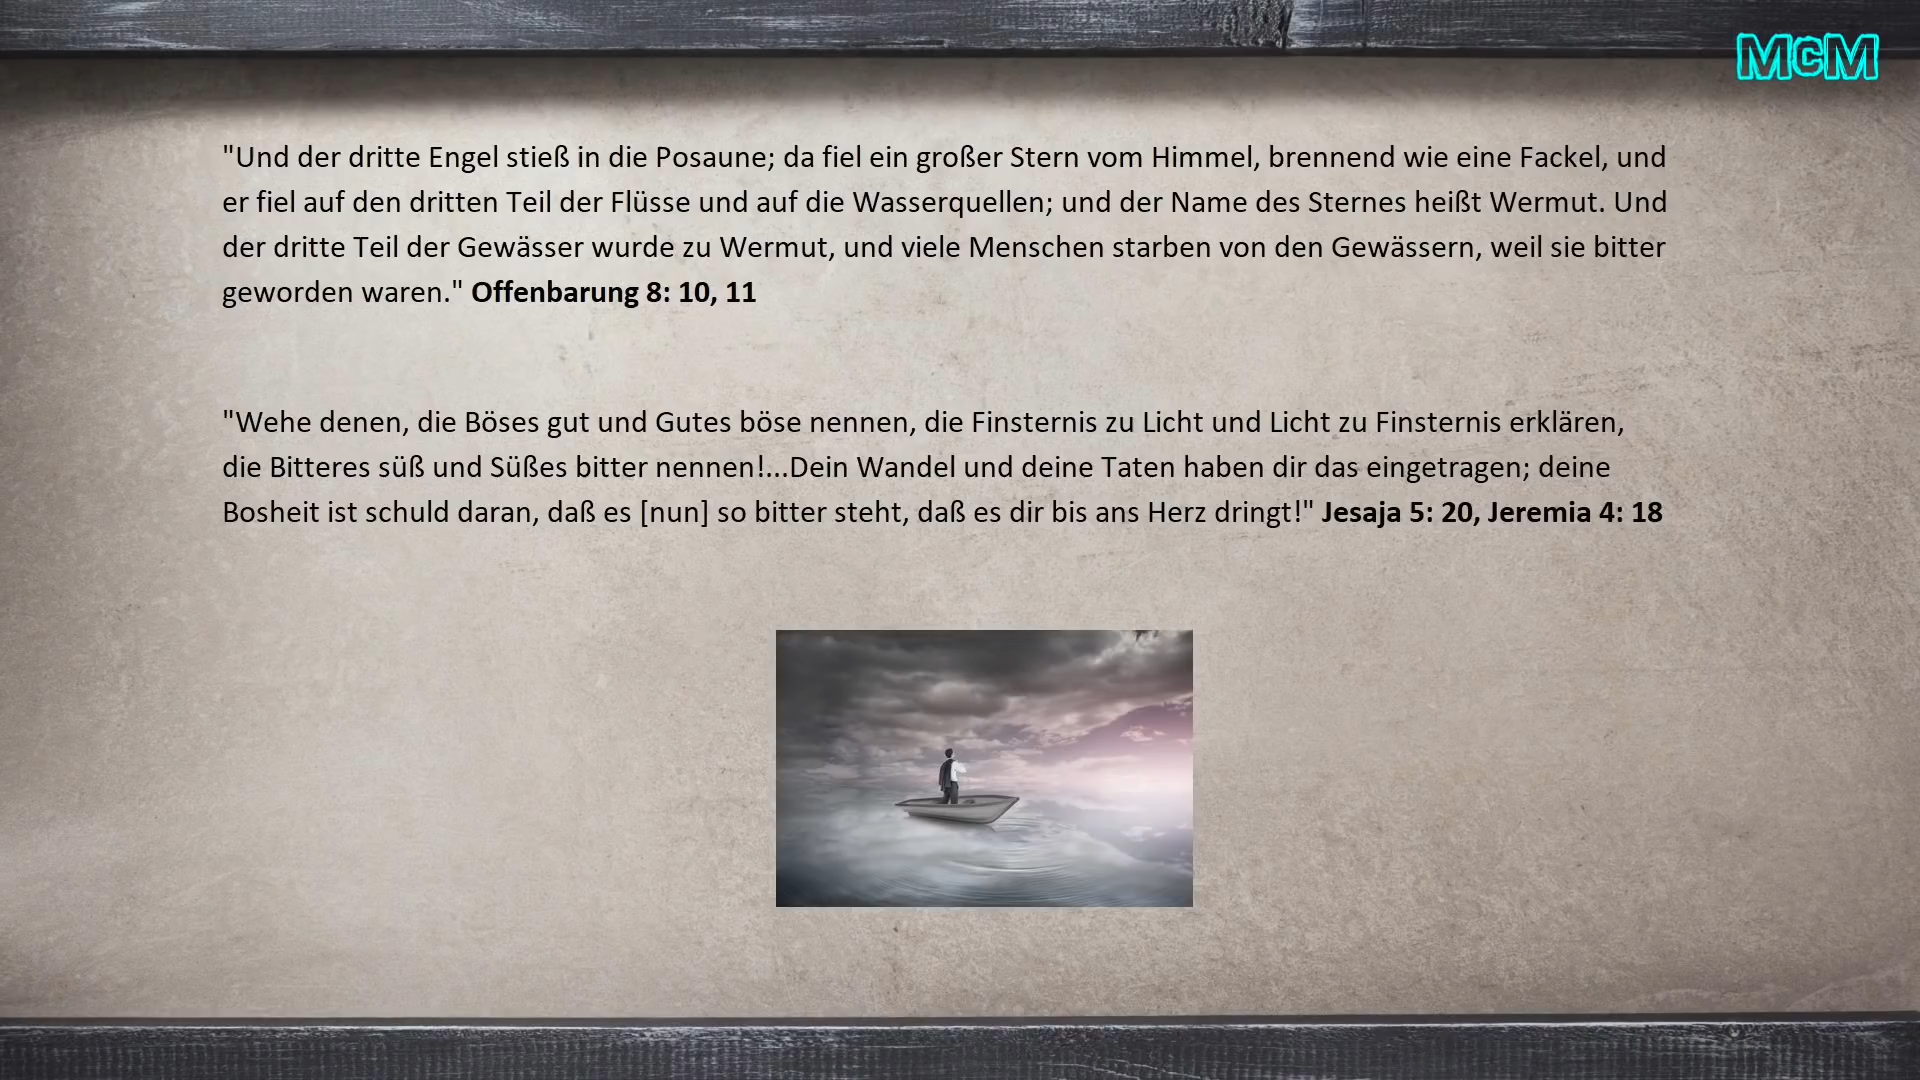 MCM
"Und der dritte Engel stieß in die Posaune; da fiel ein großer Stern vom Himmel, brennend wie eine Fackel, und
er fiel auf den dritten Teil der Flüsse und auf die Wasserquellen; und der Name des Sternes heißt Wermut. Und
der dritte Teil der Gewässer wurde zu Wermut, und viele Menschen starben von den Gewässern, weil sie bitter
geworden waren." Offenbarung 8: 10, 11
"Wehe denen, die Böses gut und Gutes böse nennen, die Finsternis zu Licht und Licht zu Finsternis erklären,
die Bitteres süß und Süßes bitter nennen!...Dein Wandel und deine Taten haben dir das eingetragen; deine
Bosheit ist schuld daran, daß es [nun] so bitter steht, daß es dir bis ans Herz dringt!" Jesaja 5: 20, Jeremia 4: 18